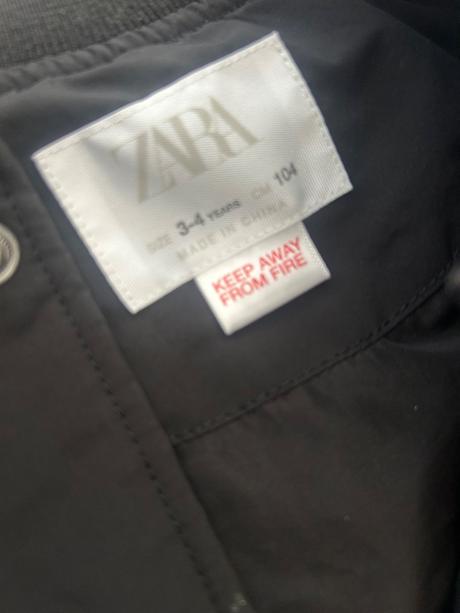 ZARA
SIZE 3-4 YEARS CM 104
MADE IN CHINA
KEEP AWAY
FROM FIRE